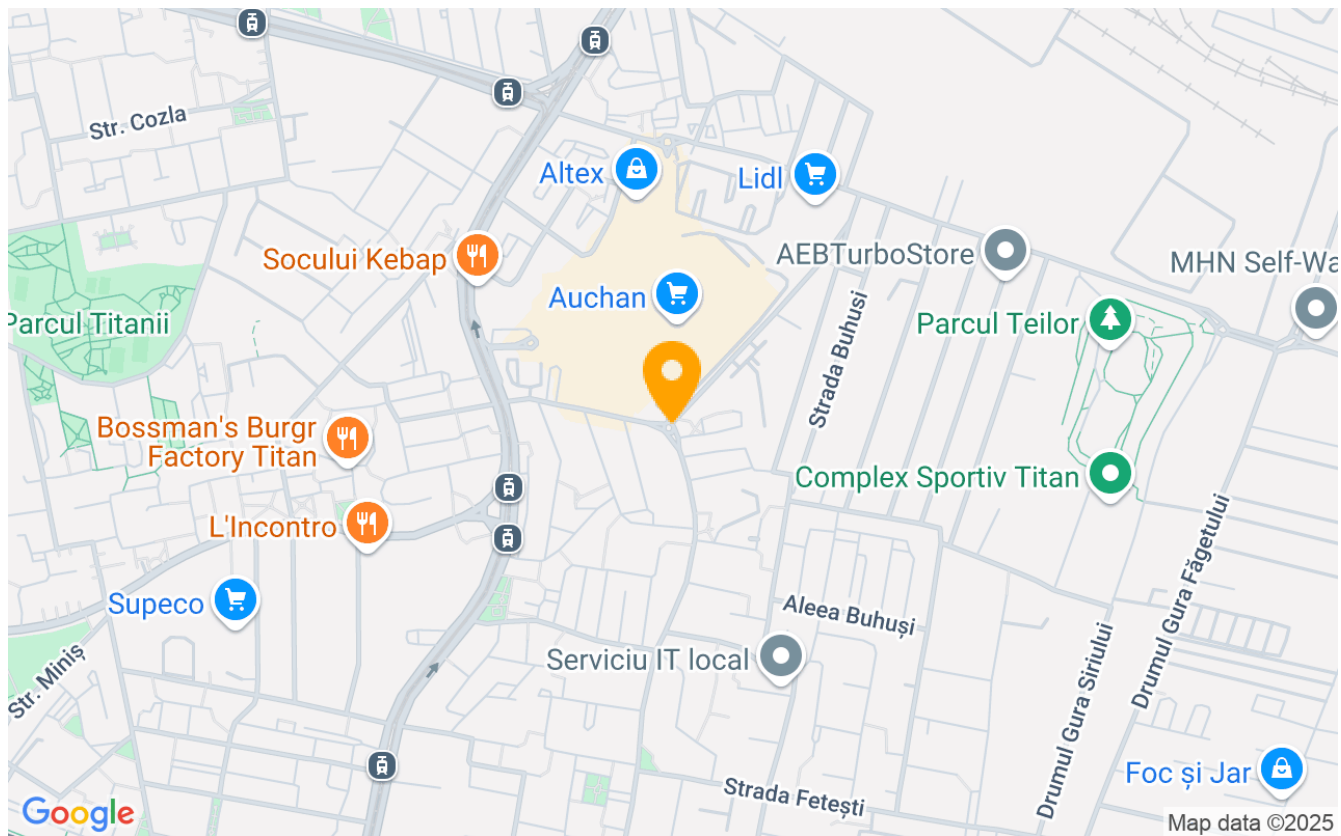 Str. Cozla
Altex
Lidl
Socului Kebap
AEBTurboStore
MHN Self-Wa
Auchan
Parcul Titanii
Parcul Teilor
Strada Buhuși
Bossman's Burgr
Factory Titan
Complex Sportiv Titan
L'Incontro
Drumul Gura Făgetului
Supeco
Aleea Buhuși
Str. Miniș
Serviciu IT local
Drumul Gura Siriului
Foc și Jar
Strada Fetești
Google
Map data ©2025